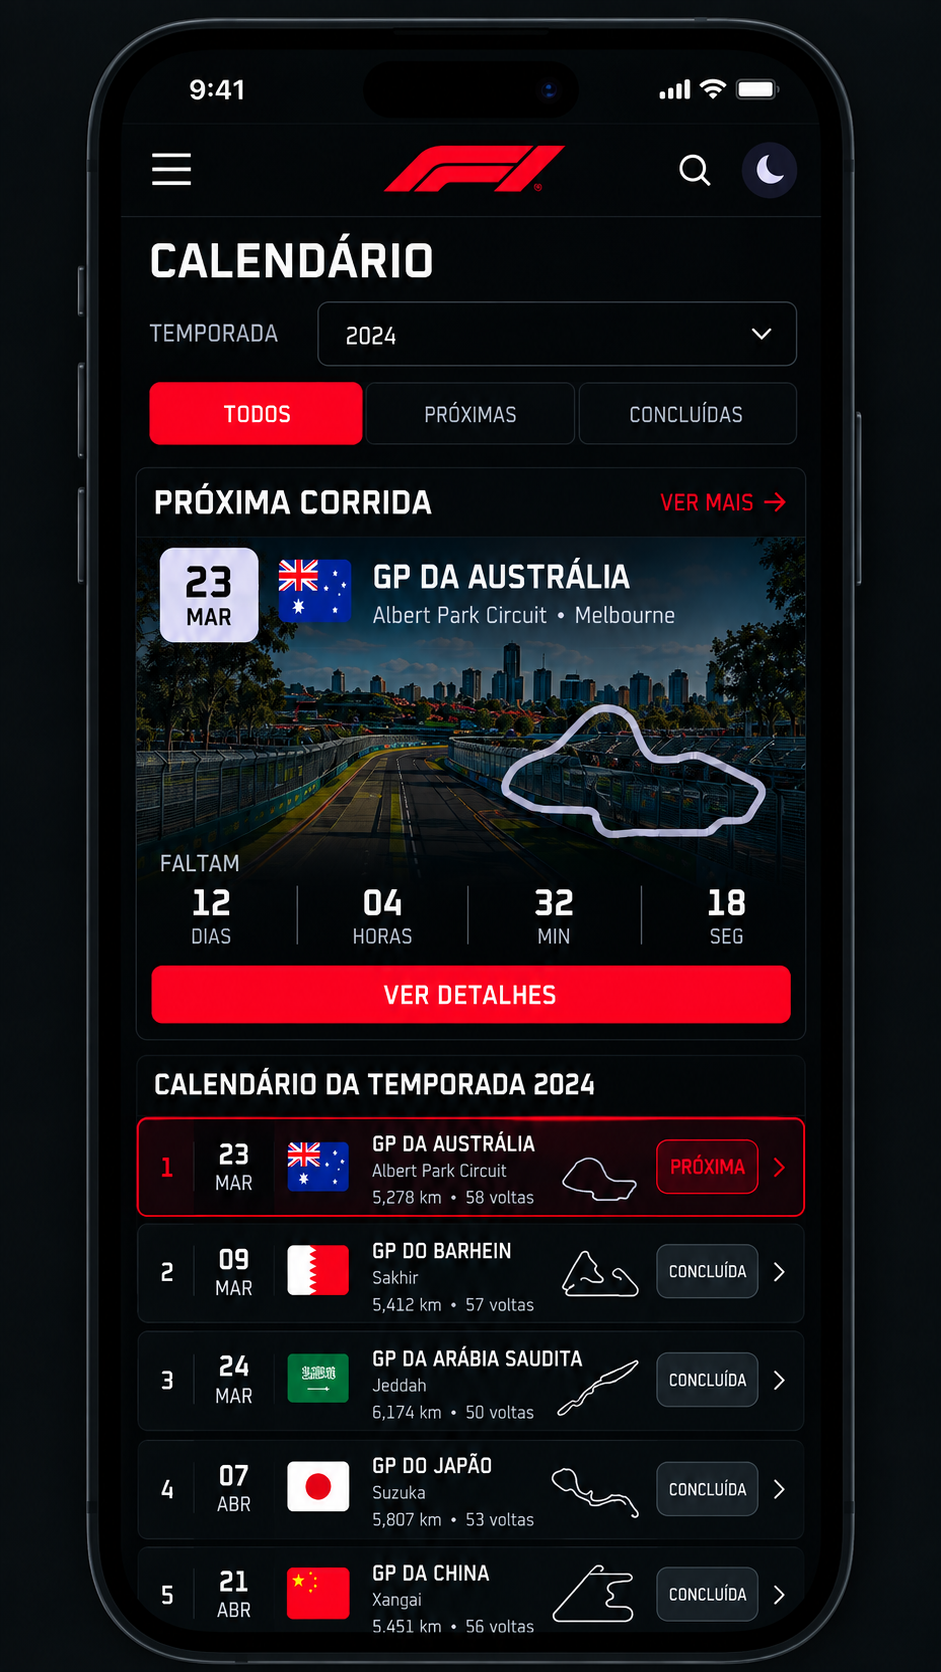 9:41
F1
CALENDÁRIO
TEMPORADA
2024
TODOS
PRÓXIMAS
CONCLUÍDAS
PRÓXIMA CORRIDA
VER MAIS →
23
MAR
GP DA AUSTRÁLIA
Albert Park Circuit • Melbourne
FALTAM
12
DIAS
04
HORAS
32
MIN
18
SEG
VER DETALHES
CALENDÁRIO DA TEMPORADA 2024
1
23
MAR
GP DA AUSTRÁLIA
Albert Park Circuit
5,278 km • 58 voltas
PRÓXIMA
2
09
MAR
GP DO BARHEIN
Sakhir
5,412 km • 57 voltas
CONCLUÍDA
3
24
MAR
GP DA ARÁBIA SAUDITA
Jeddah
6,174 km • 50 voltas
CONCLUÍDA
4
07
ABR
GP DO JAPÃO
Suzuka
5,807 km • 53 voltas
CONCLUÍDA
5
21
ABR
GP DA CHINA
Xangai
5.451 km • 56 voltas
CONCLUÍDA